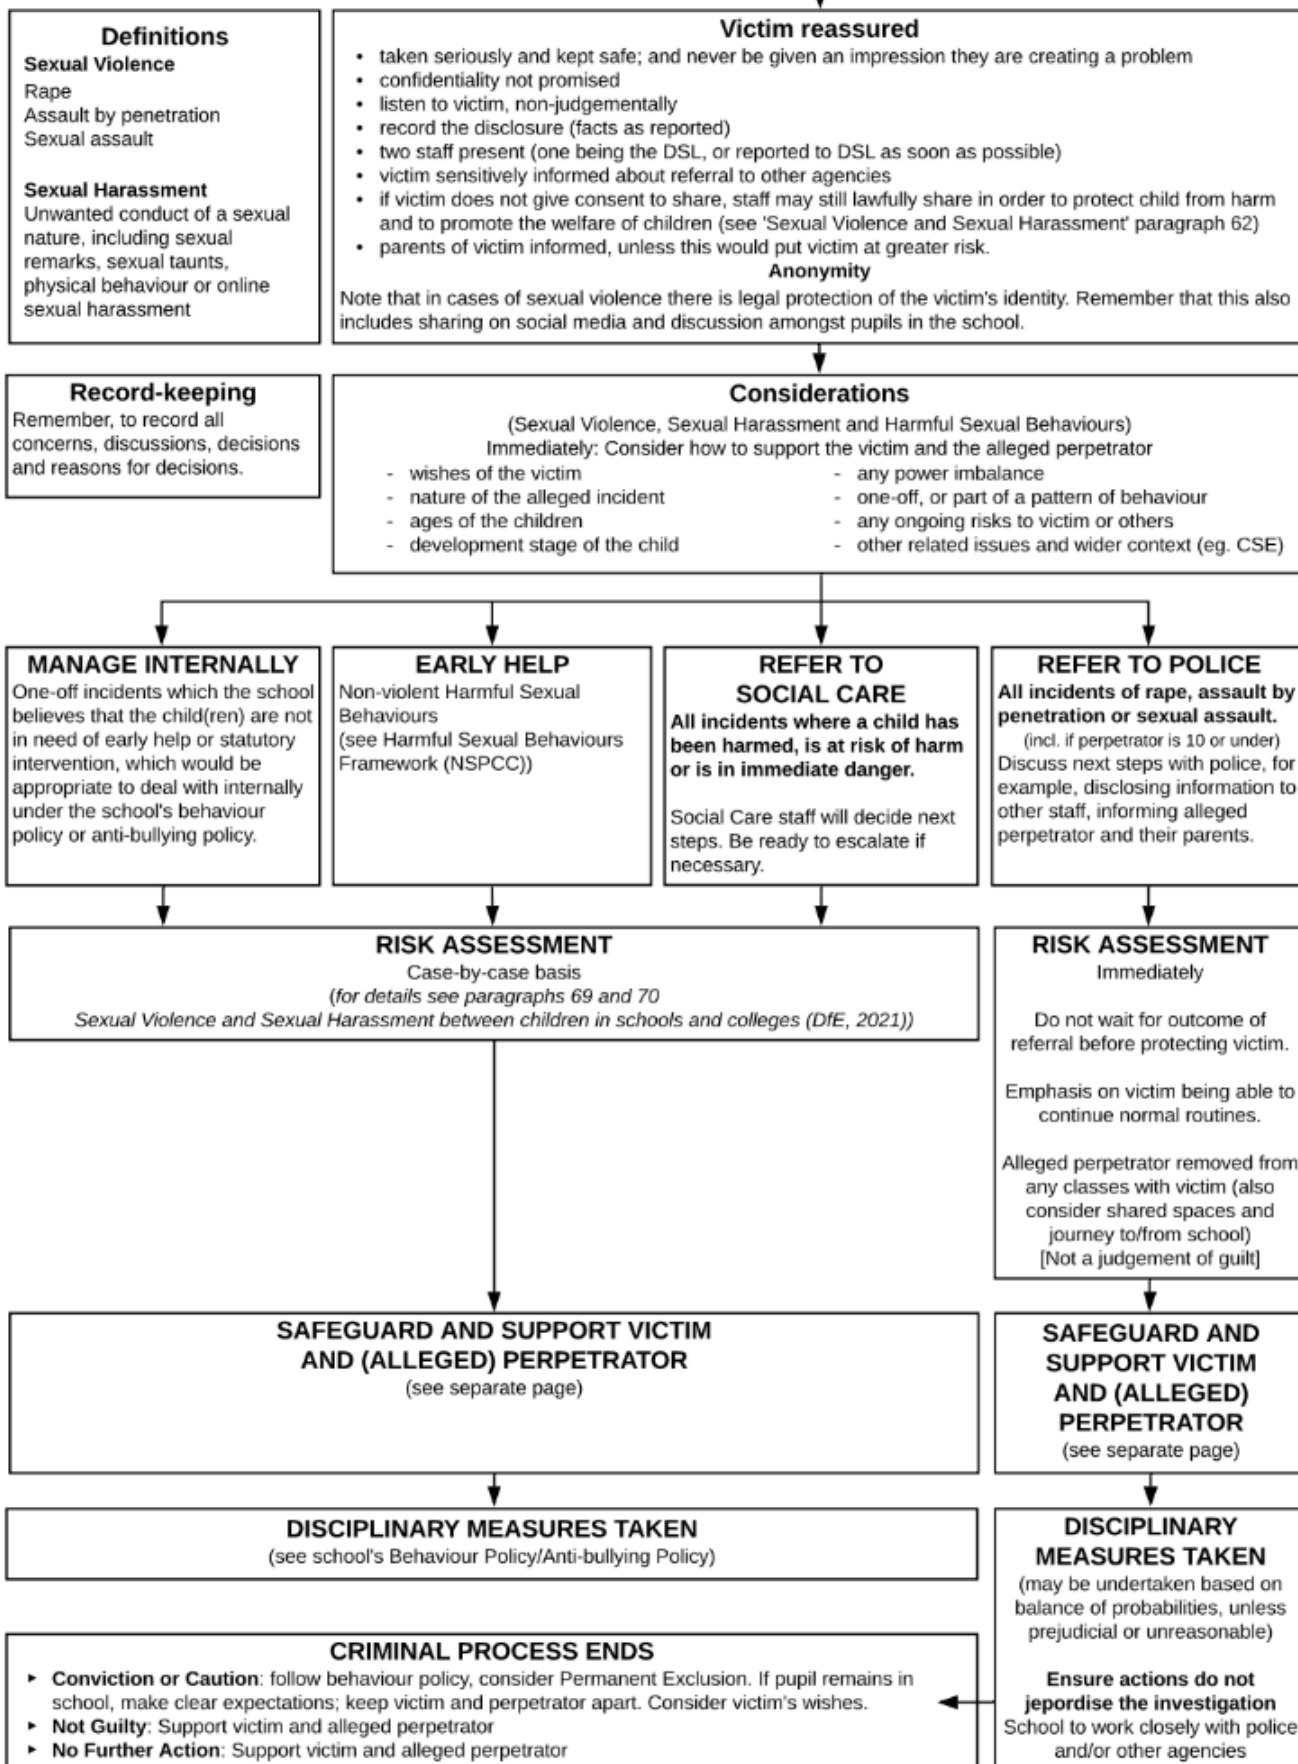 Definitions
Sexual Violence
Rape
Assault by penetration
Sexual assault
Sexual Harassment
Unwanted conduct of a sexual
nature, including sexual
remarks, sexual taunts,
physical behaviour or online
sexual harassment
Victim reassured
• taken seriously and kept safe; and never be given an impression they are creating a problem
• confidentiality not promised
• listen to victim, non-judgementally
• record the disclosure (facts as reported)
• two staff present (one being the DSL, or reported to DSL as soon as possible)
• victim sensitively informed about referral to other agencies
• if victim does not give consent to share, staff may still lawfully share in order to protect child from harm
and to promote the welfare of children (see 'Sexual Violence and Sexual Harassment' paragraph 62)
• parents of victim informed, unless this would put victim at greater risk.
Anonymity
Note that in cases of sexual violence there is legal protection of the victim's identity. Remember that this also
includes sharing on social media and discussion amongst pupils in the school.
Record-keeping
Remember, to record all
concerns, discussions, decisions
and reasons for decisions.
Considerations
(Sexual Violence, Sexual Harassment and Harmful Sexual Behaviours)
Immediately: Consider how to support the victim and the alleged perpetrator
- wishes of the victim
- nature of the alleged incident
- ages of the children
- development stage of the child
- any power imbalance
- one-off, or part of a pattern of behaviour
- any ongoing risks to victim or others
- other related issues and wider context (eg. CSE)
MANAGE INTERNALLY
One-off incidents which the school
believes that the child(ren) are not
in need of early help or statutory
intervention, which would be
appropriate to deal with internally
under the school's behaviour
policy or anti-bullying policy.
EARLY HELP
Non-violent Harmful Sexual
Behaviours
(see Harmful Sexual Behaviours
Framework (NSPCC))
REFER TO
SOCIAL CARE
All incidents where a child has
been harmed, is at risk of harm
or is in immediate danger.
Social Care staff will decide next
steps. Be ready to escalate if
necessary.
REFER TO POLICE
All incidents of rape, assault by
penetration or sexual assault.
(incl. if perpetrator is 10 or under)
Discuss next steps with police, for
example, disclosing information to
other staff, informing alleged
perpetrator and their parents.
RISK ASSESSMENT
Case-by-case basis
(for details see paragraphs 69 and 70
Sexual Violence and Sexual Harassment between children in schools and colleges (DfE, 2021))
RISK ASSESSMENT
Immediately
Do not wait for outcome of
referral before protecting victim.
Emphasis on victim being able to
continue normal routines.
Alleged perpetrator removed from
any classes with victim (also
consider shared spaces and
journey to/from school)
[Not a judgement of guilt]
SAFEGUARD AND SUPPORT VICTIM
AND (ALLEGED) PERPETRATOR
(see separate page)
SAFEGUARD AND
SUPPORT VICTIM
AND (ALLEGED)
PERPETRATOR
(see separate page)
DISCIPLINARY MEASURES TAKEN
(see school's Behaviour Policy/Anti-bullying Policy)
DISCIPLINARY
MEASURES TAKEN
(may be undertaken based on
balance of probabilities, unless
prejudicial or unreasonable)
Ensure actions do not
jepordise the investigation
School to work closely with police
and/or other agencies
CRIMINAL PROCESS ENDS
► Conviction or Caution: follow behaviour policy, consider Permanent Exclusion. If pupil remains in
school, make clear expectations; keep victim and perpetrator apart. Consider victim's wishes.
► Not Guilty: Support victim and alleged perpetrator
► No Further Action: Support victim and alleged perpetrator